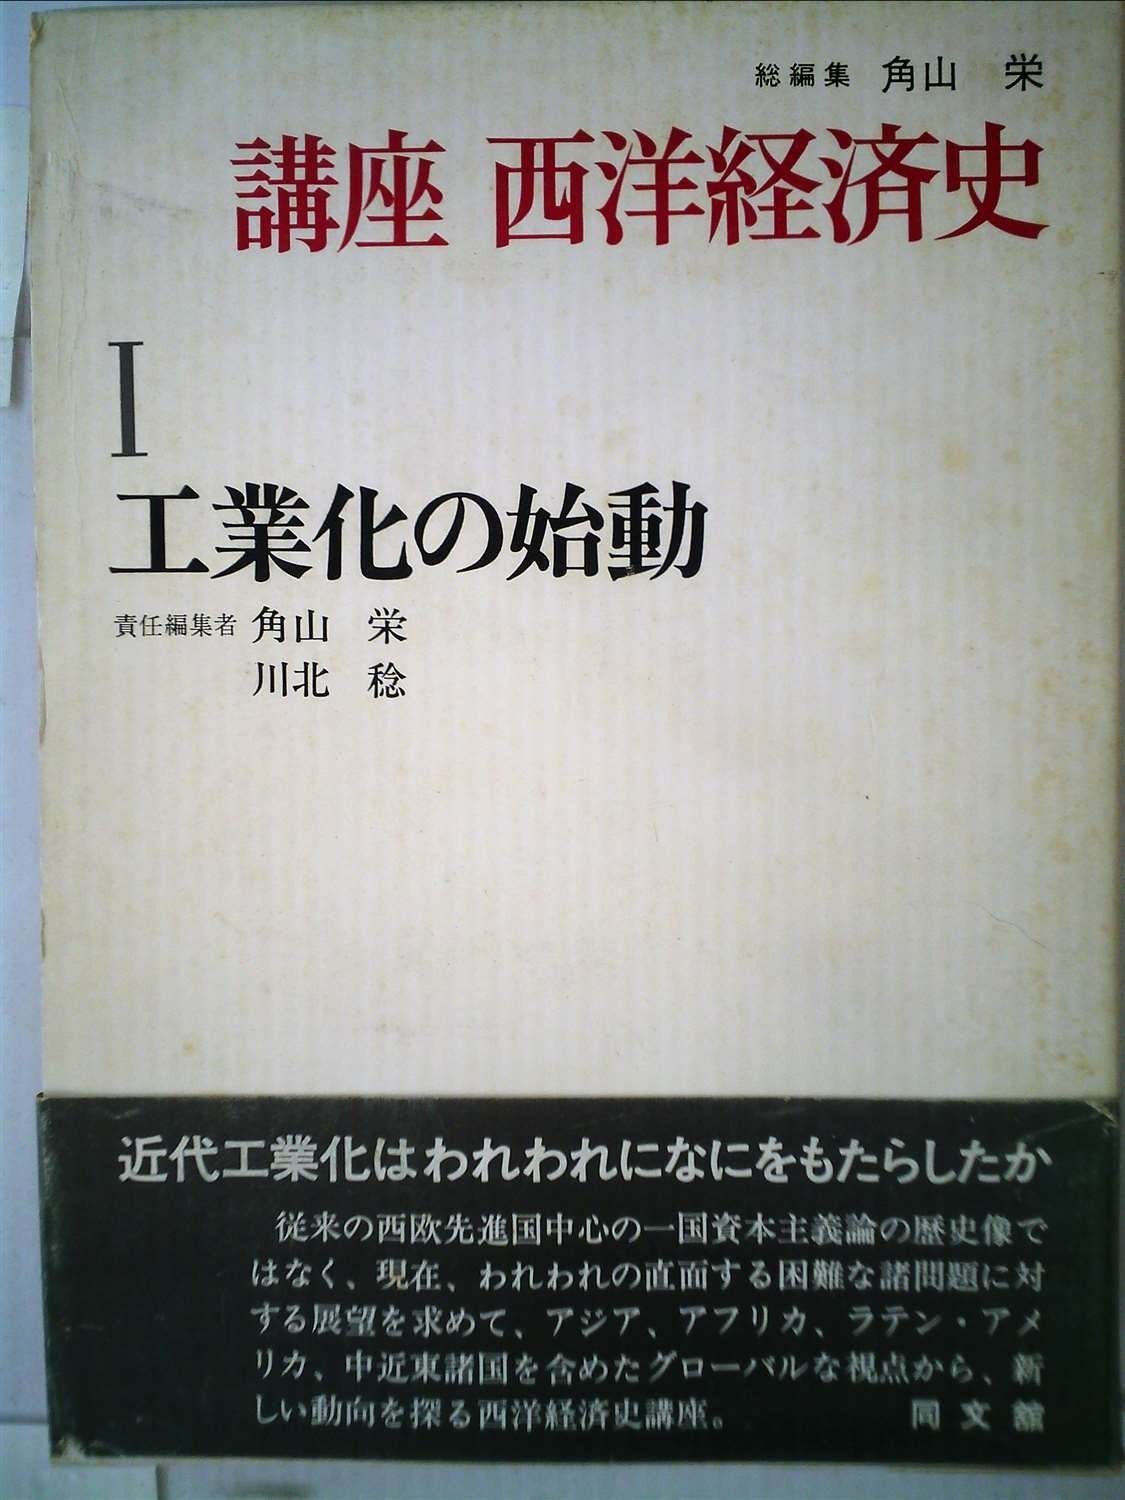 総編集 角山 栄
講座 西洋経済史
I
工業化の始動
責任編集者 角山 栄
川北 稔
近代工業化はわれわれになにをもたらしたか
従来の西欧先進国中心の一国資本主義論の歴史像で
はなく、現在、われわれの直面する困難な諸問題に対
する展望を求めて、アジア、アフリカ、ラテン・アメ
リカ、中近東諸国を含めたグローバルな視点から、新
しい動向を探る西洋経済史講座。 同文舘